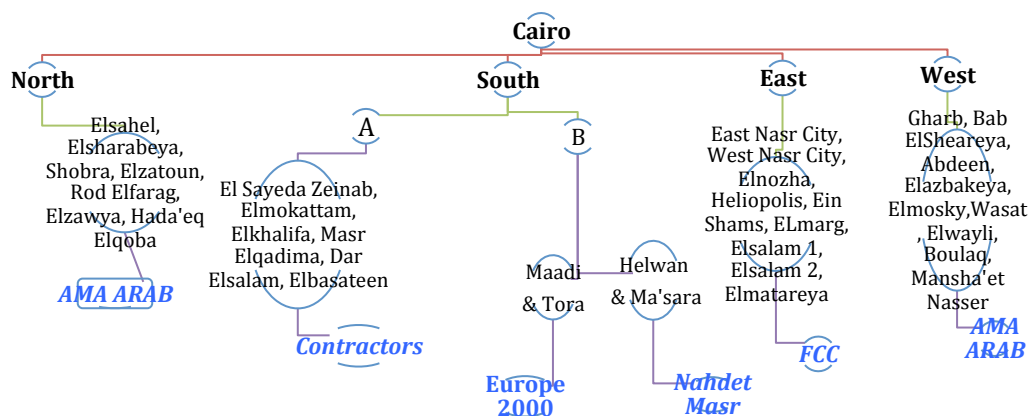 Cairo
North
South
East
West
Elsahel,
Elsharabeya,
Shobra, Elzatoun,
Rod Elfarag,
Elzawya, Hada'eq
Elqoba
AMA ARAB
A
El Sayeda Zeinab,
Elmokattam,
Elkhalifa, Masr
Elqadima, Dar
Elsalam, Elbasateen
Contractors
B
Maadi
& Tora
Europe
2000
Helwan
& Ma'sara
Nahdet
Masr
East Nasr City,
West Nasr City,
Elnozha,
Heliopolis, Ein
Shams, ELmarg,
Elsalam 1,
Elsalam 2,
Elmatareya
FCC
Gharb, Bab
ElSheareya,
Abdeen,
Elazbakeya,
Elmosky,Wasat
, Elwayli,
Boulaq,
Mansha'et
Nasser
AMA
ARAB